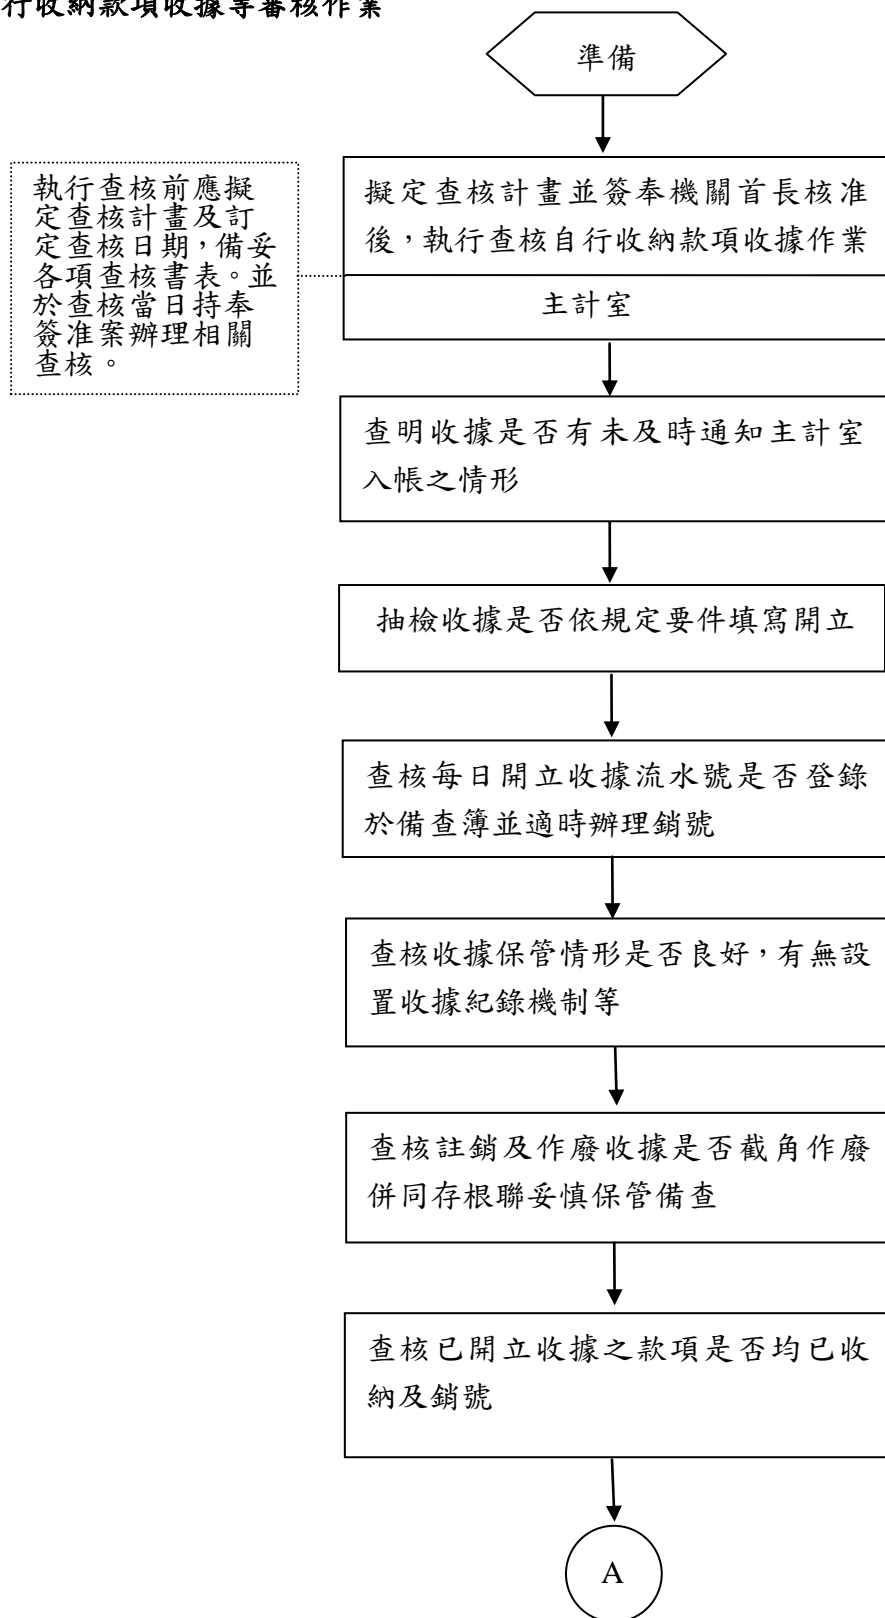 行收納款項收據等審核作業
準備
執行查核前應擬
定查核計畫及訂
定查核日期，備妥
各項查核書表。並
於查核當日持奉
簽准案辦理相關
查核。
擬定查核計畫並簽奉機關首長核准
後，執行查核自行收納款項收據作業
主計室
查明收據是否有未及時通知主計室
入帳之情形
抽檢收據是否依規定要件填寫開立
查核每日開立收據流水號是否登錄
於備查簿並適時辦理銷號
查核收據保管情形是否良好，有無設
置收據紀錄機制等
查核註銷及作廢收據是否截角作廢
併同存根聯妥慎保管備查
查核已開立收據之款項是否均已收
納及銷號
A